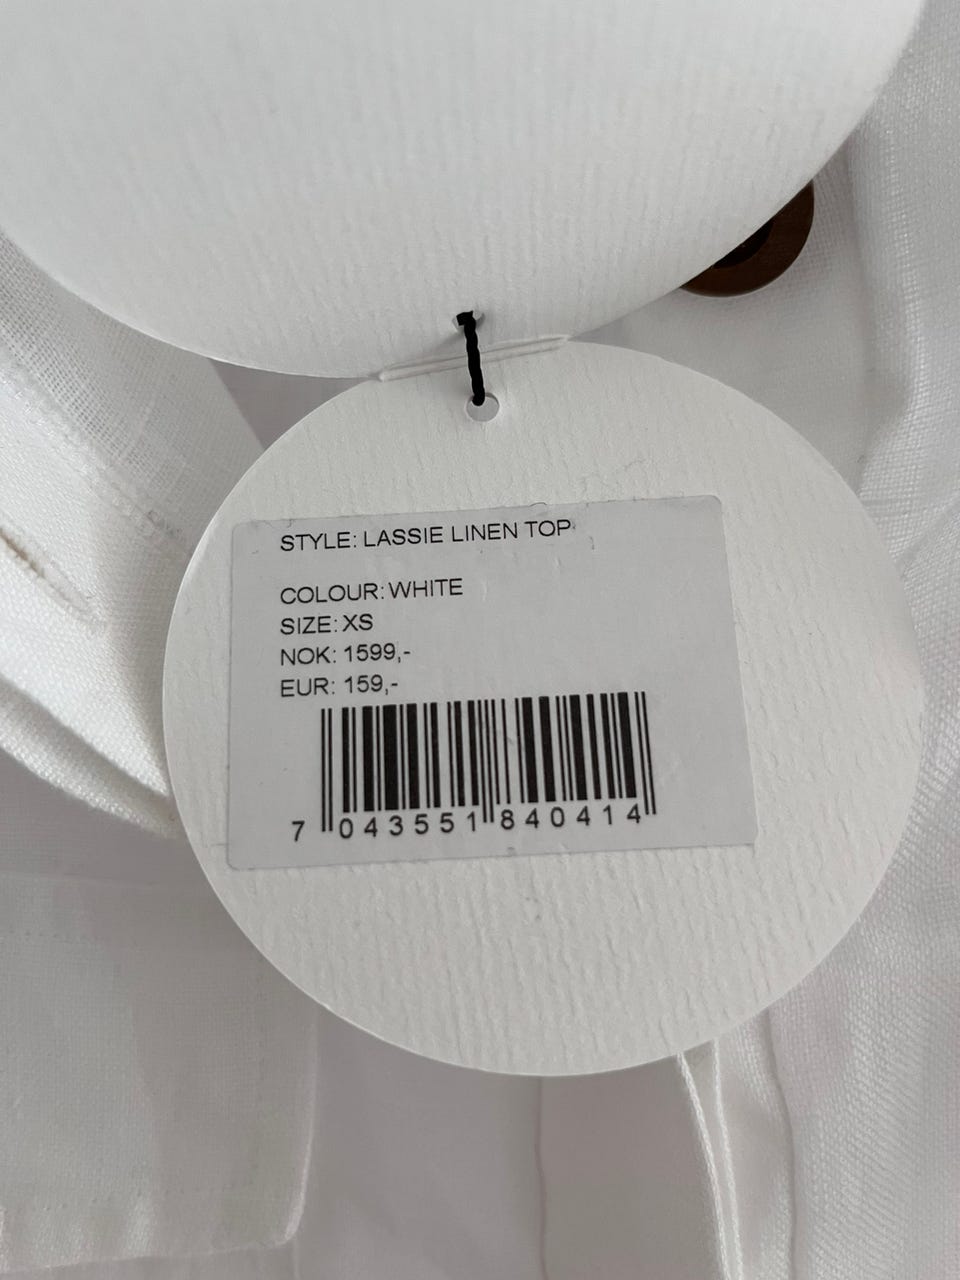 STYLE: LASSIE LINEN TOP
COLOUR: WHITE
SIZE: XS
NOK: 1599,-
EUR: 159,-
7 043551 840414